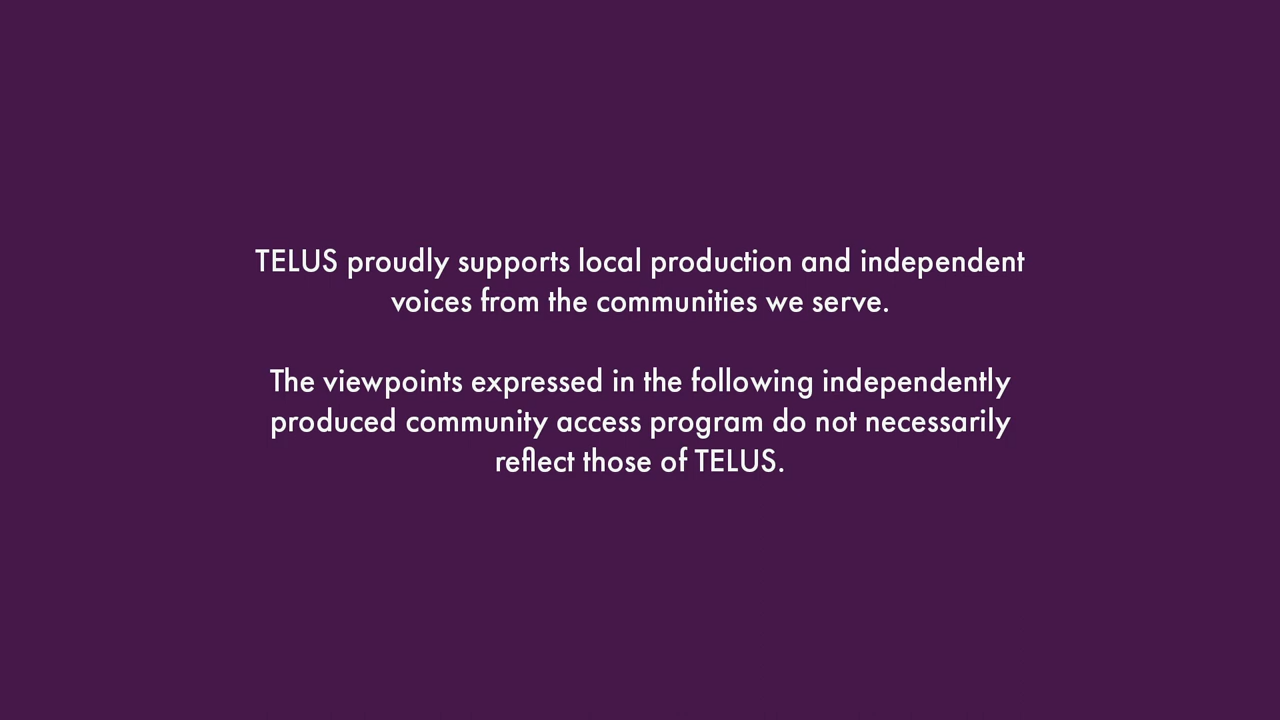 TELUS proudly supports local production and independent
voices from the communities we serve.
The viewpoints expressed in the following independently
produced community access program do not necessarily
reflect those of TELUS.